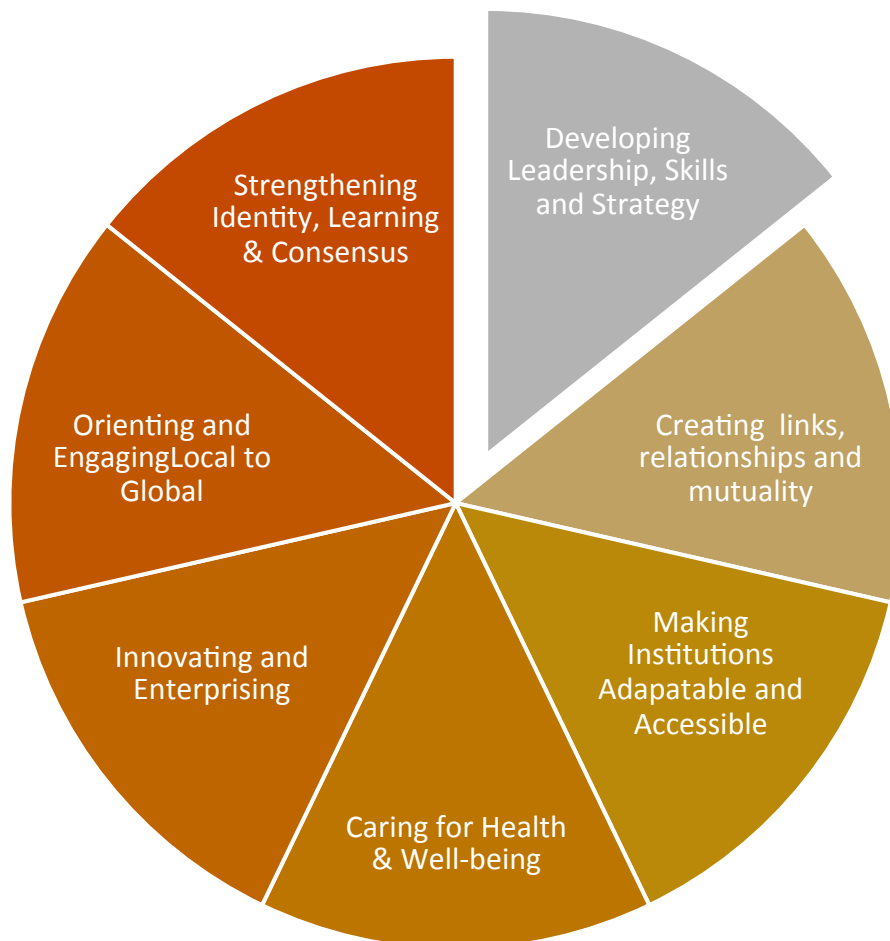 Developing
Leadership, Skills
and Strategy
Creating  links,
relationships and
mutuality
Making
Institutions
Adapatable and
Accessible
Caring for Health
& Well-being
Innovating and
Enterprising
Orienting and
EngagingLocal to
Global
Strengthening
Identity, Learning
& Consensus